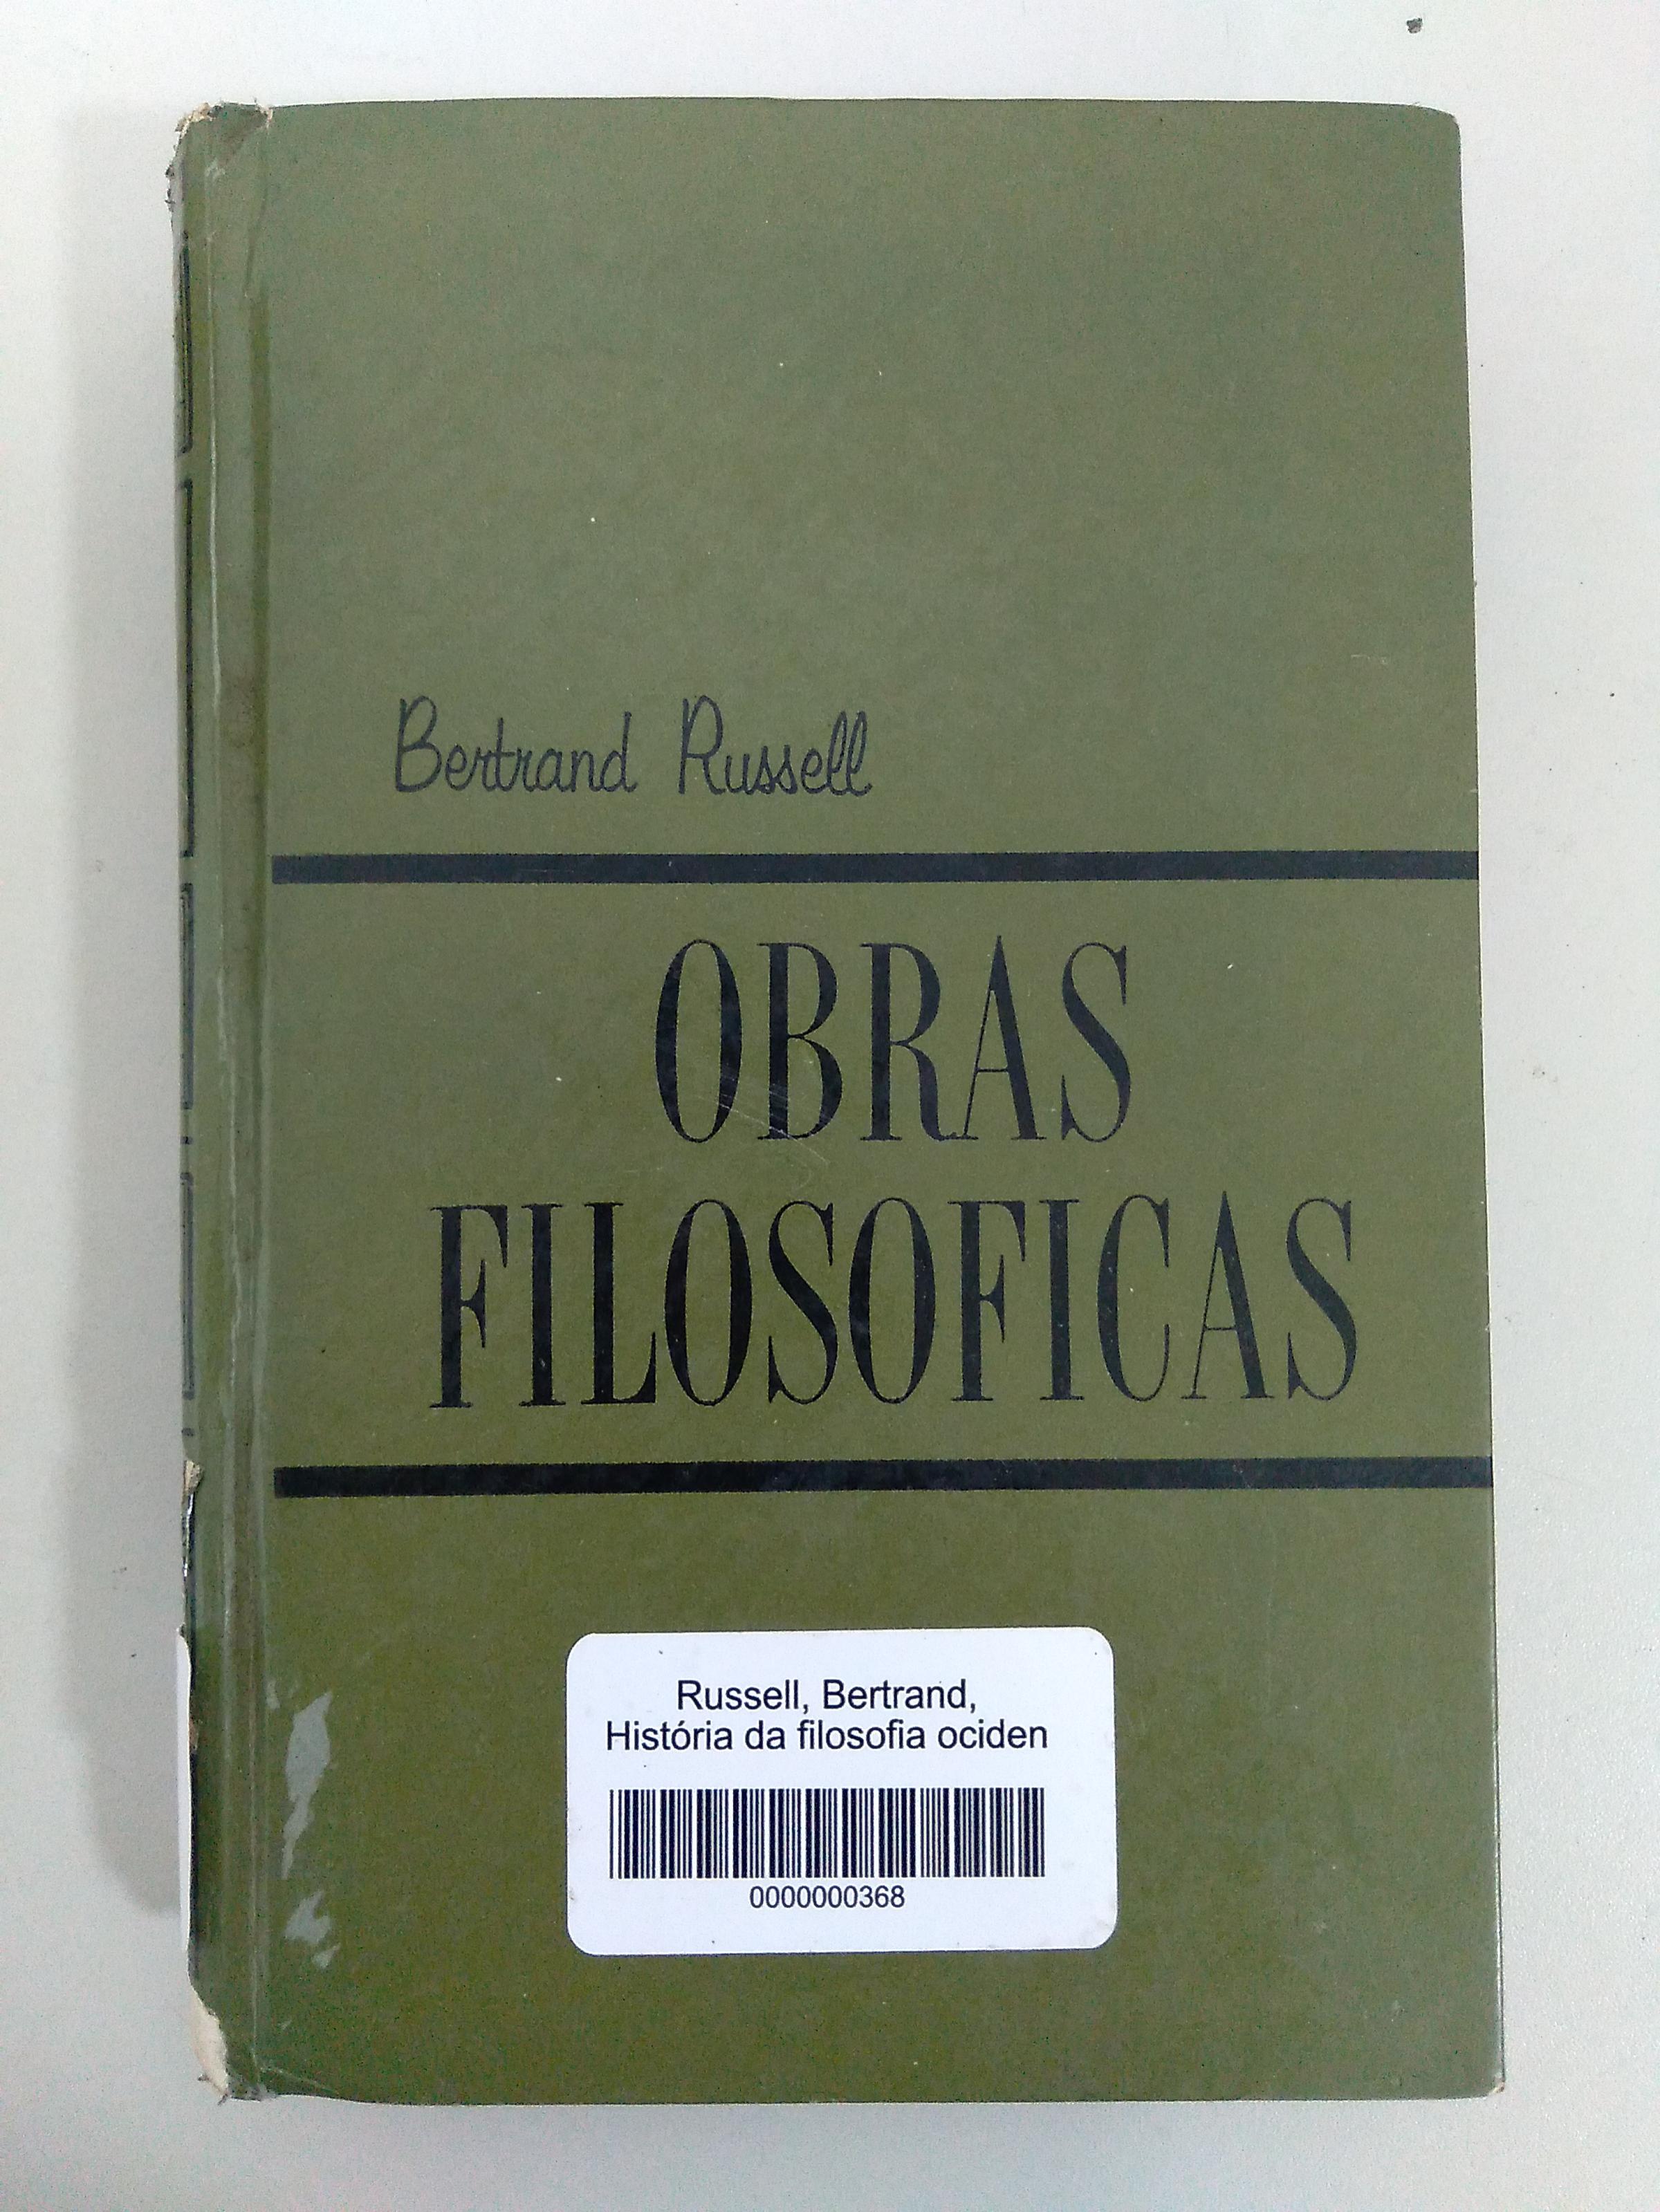 Bertrand Russell
OBRAS
FILOSOFICAS
Russell, Bertrand,
História da filosofia ociden
0000000368